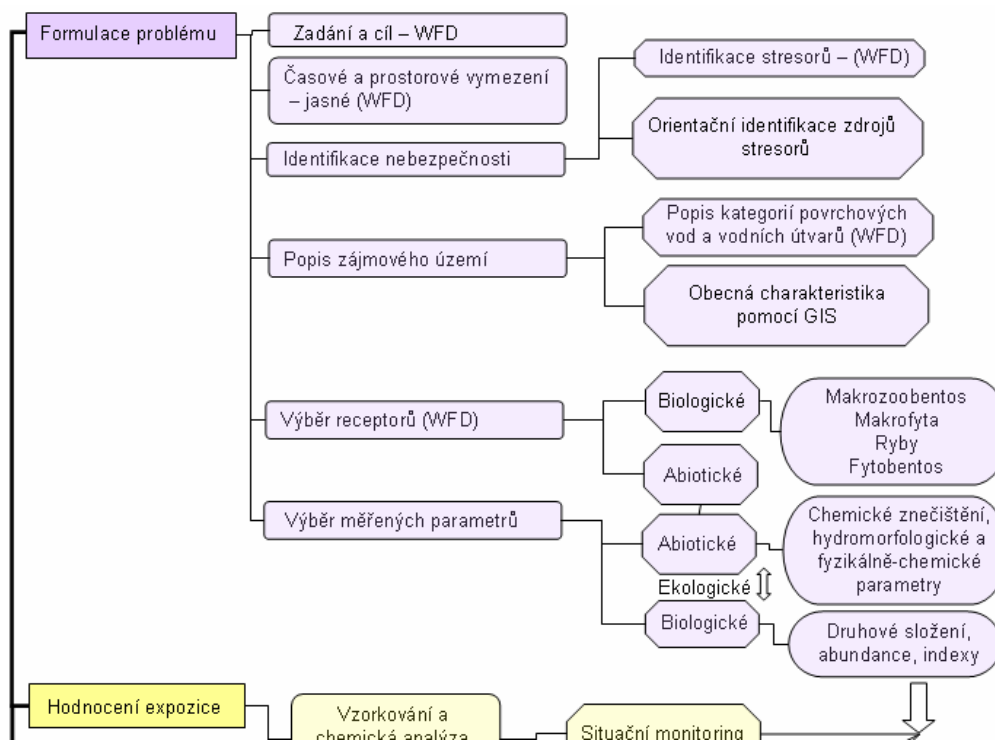 Formulace problému
Zadání a cíl – WFD
Časové a prostorové vymezení
– jasné (WFD)
Identifikace nebezpečnosti
Identifikace stresorů – (WFD)
Orientační identifikace zdrojů
stresorů
Popis zájmového území
Popis kategorií povrchových
vod a vodních útvarů (WFD)
Obecná charakteristika
pomocí GIS
Výběr receptorů (WFD)
Biologické
Makrozoobentos
Makrofyta
Ryby
Fytobentos
Abiotické
Výběr měřených parametrů
Abiotické
Chemické znečištění,
hydromorfologické a
fyzikálně-chemické
parametry
Ekologické
Biologické
Druhové složení,
abundance, indexy
Hodnocení expozice
Vzorkování a
chemická analýza
Situační monitoring